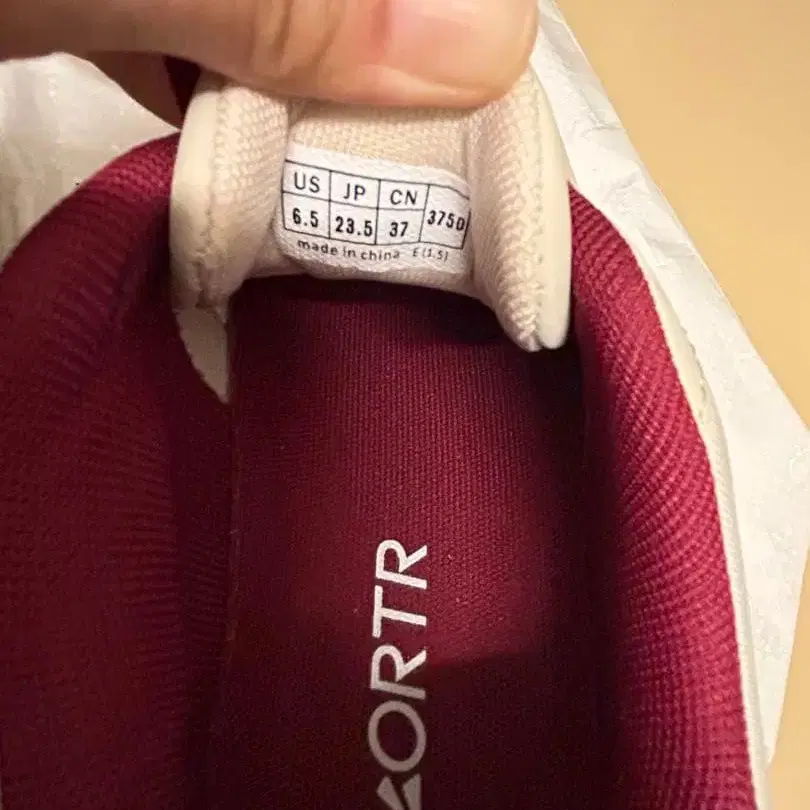 US JP CN 3750
6.5 23.5 37
made in china E(1.5)
ORTR